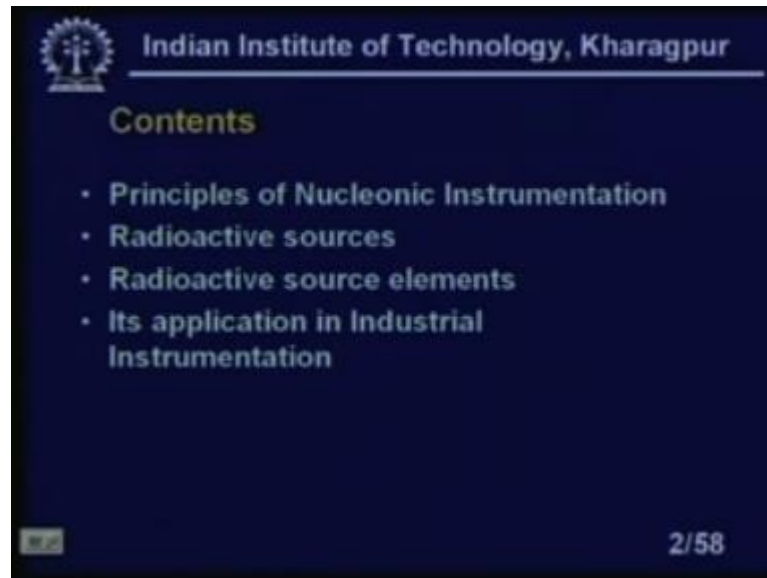 Indian Institute of Technology, Kharagpur
Contents
• Principles of Nucleonic Instrumentation
• Radioactive sources
• Radioactive source elements
• Its application in Industrial
Instrumentation
2/58